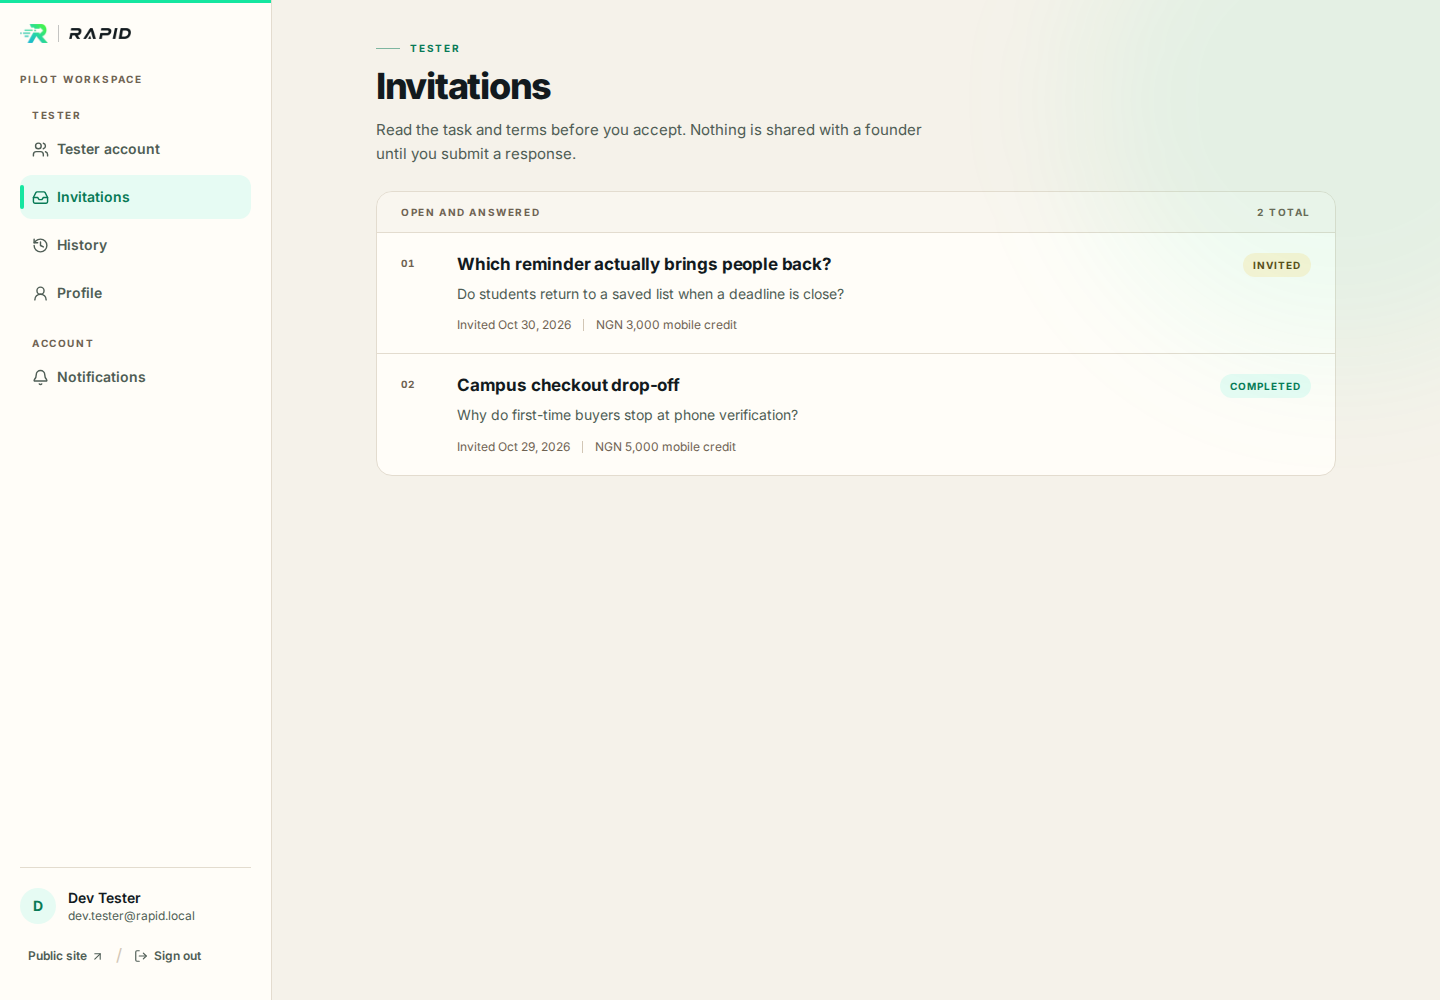 RAPID
PILOT WORKSPACE
TESTER
Tester account
Invitations
History
Profile
ACCOUNT
Notifications
D
Dev Tester
dev.tester@rapid.local
Public site
/
Sign out
TESTER
Invitations
Read the task and terms before you accept. Nothing is shared with a founder
until you submit a response.
OPEN AND ANSWERED
2 TOTAL
01
Which reminder actually brings people back?
INVITED
Do students return to a saved list when a deadline is close?
Invited Oct 30, 2026 | NGN 3,000 mobile credit
02
Campus checkout drop-off
COMPLETED
Why do first-time buyers stop at phone verification?
Invited Oct 29, 2026 | NGN 5,000 mobile credit